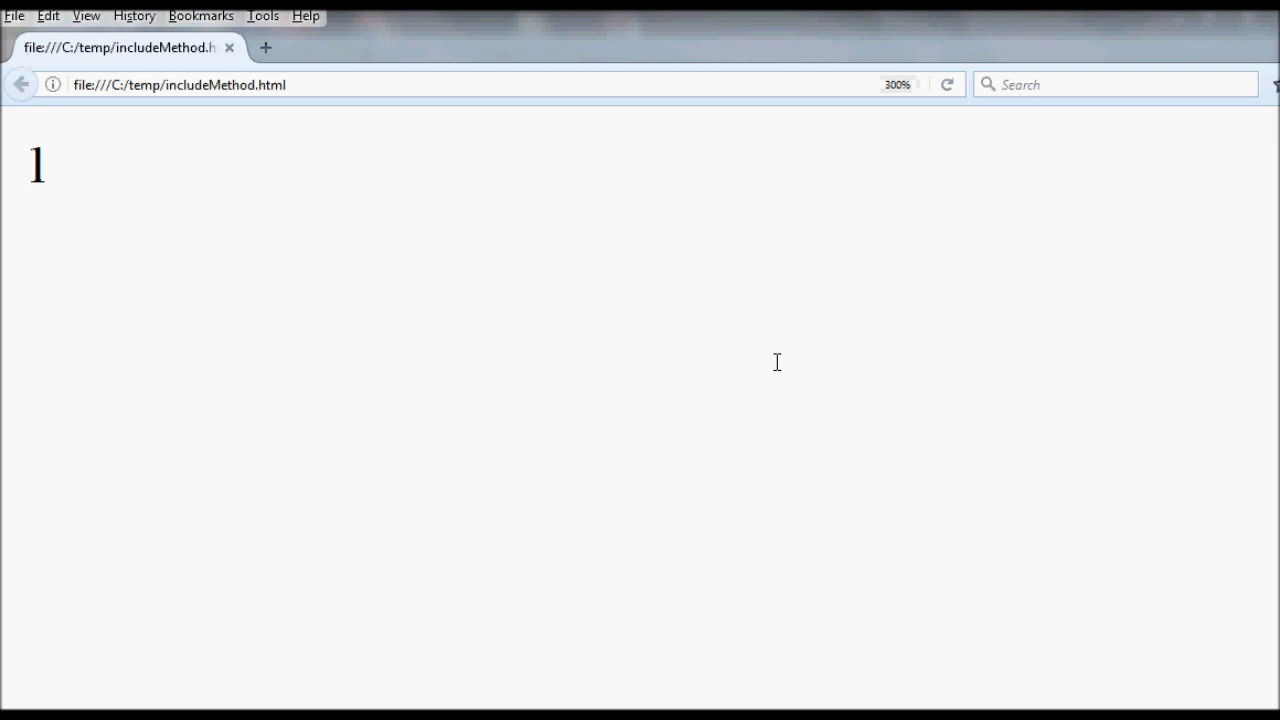 File Edit View History Bookmarks Tools Help
file:///C:/temp/includeMethod.h
file:///C:/temp/includeMethod.html 300% Search
1